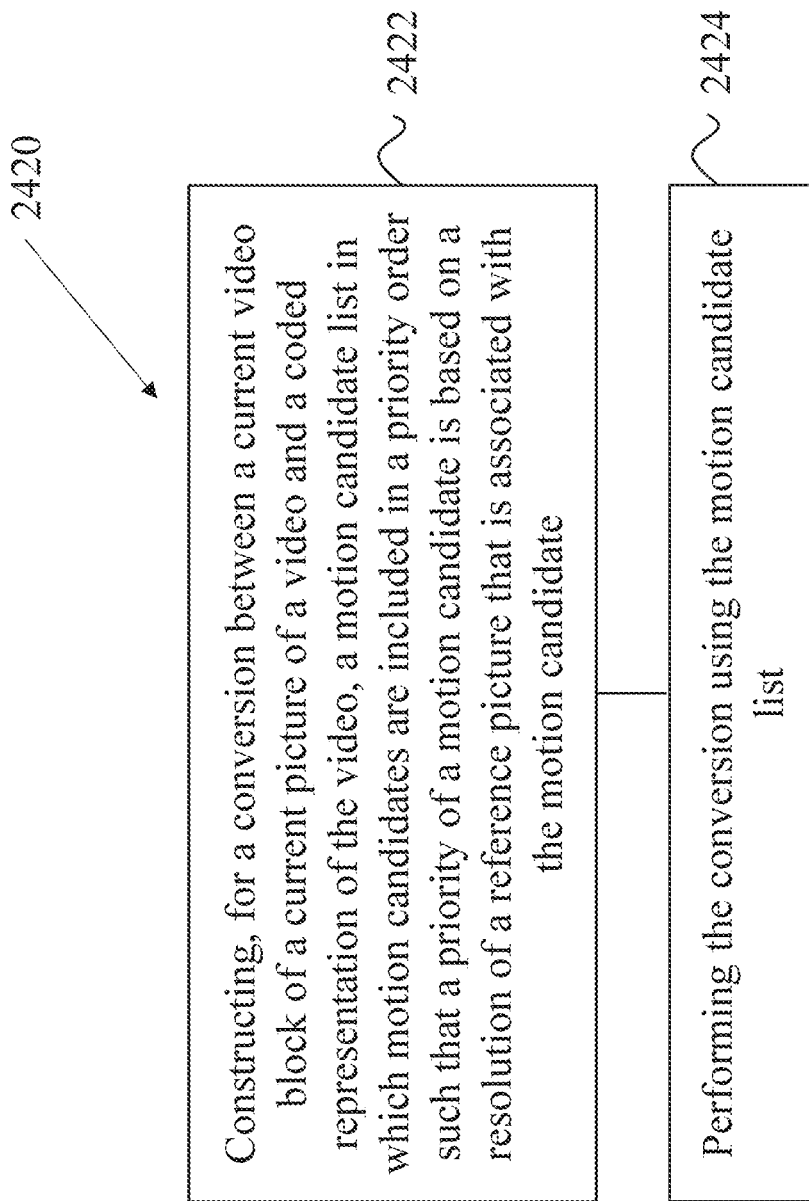 2420
Constructing, for a conversion between a current video
block of a current picture of a video and a coded
representation of the video, a motion candidate list in
which motion candidates are included in a priority order
such that a priority of a motion candidate is based on a
resolution of a reference picture that is associated with
the motion candidate
2422
Performing the conversion using the motion candidate
list
2424